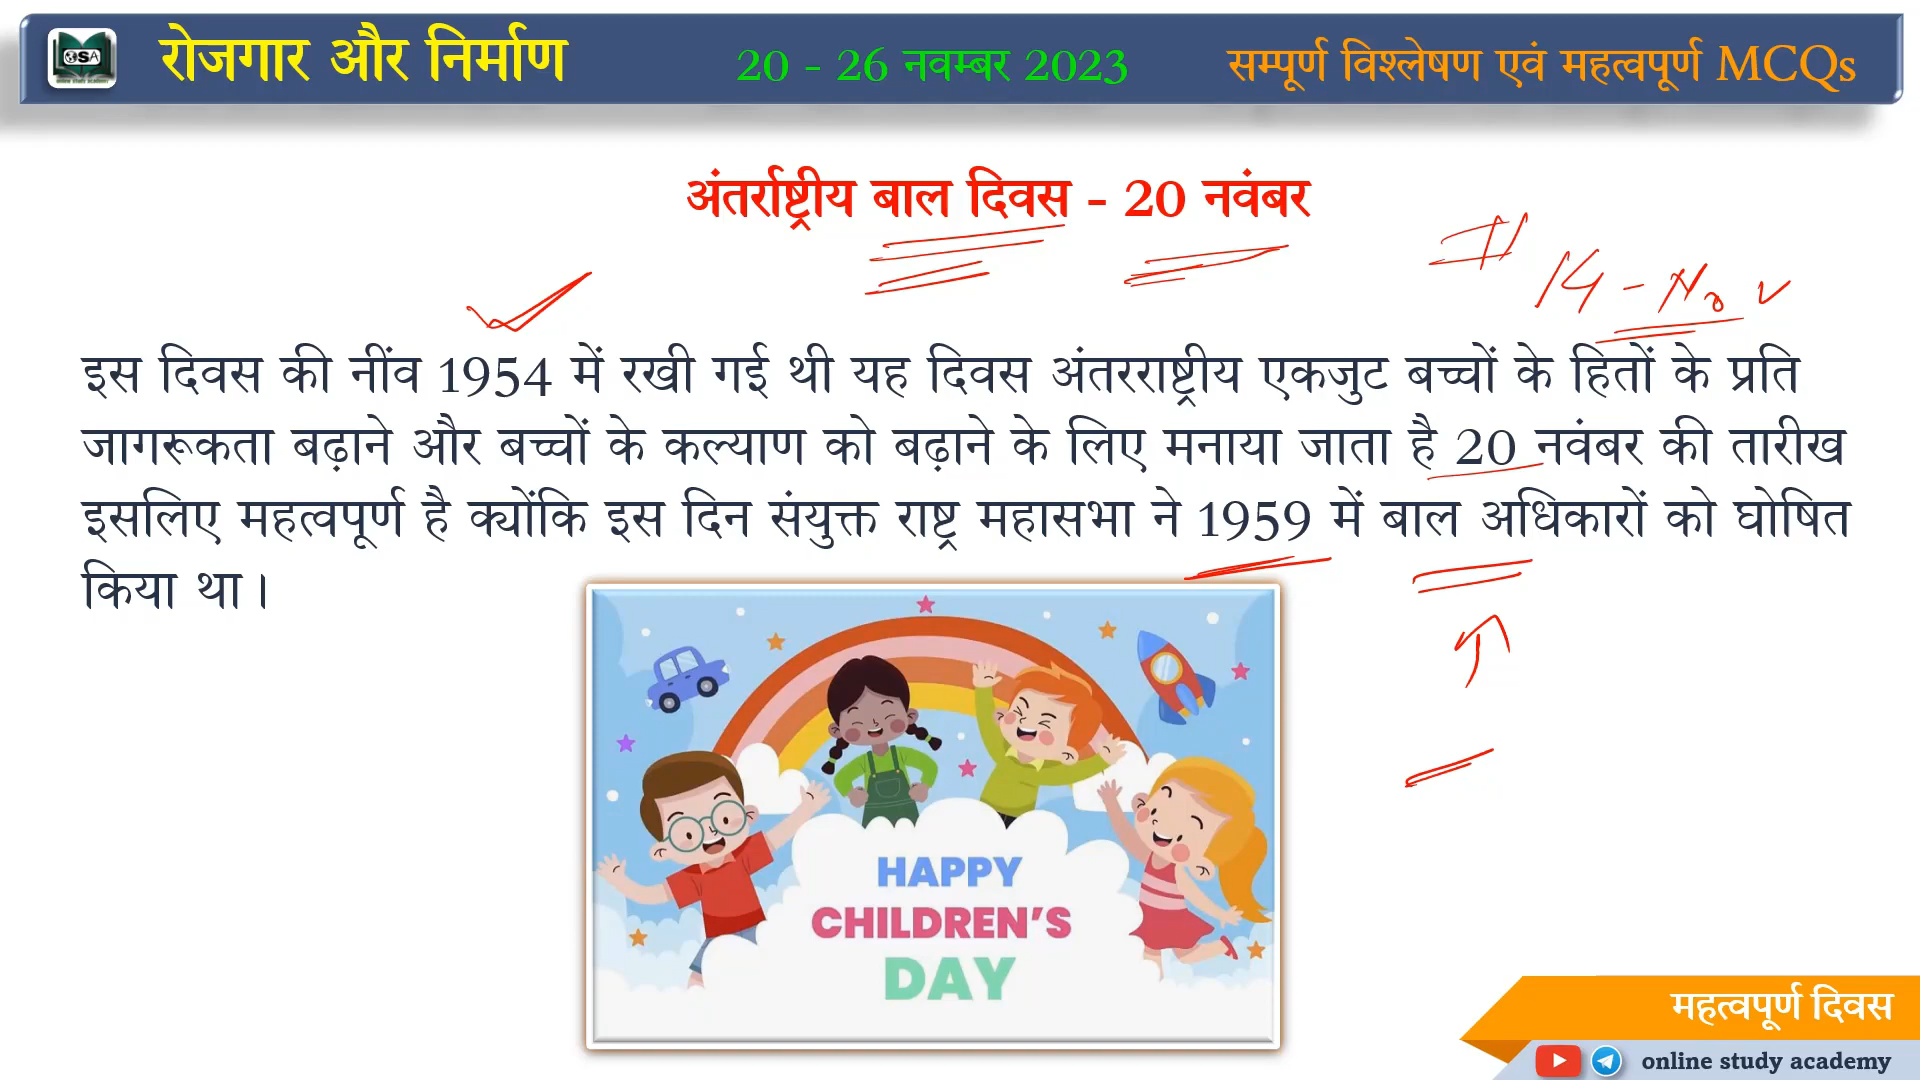 OSA
रोजगार और निर्माण 20 - 26 नवम्बर 2023 सम्पूर्ण विश्लेषण एवं महत्वपूर्ण MCQs
अंतर्राष्ट्रीय बाल दिवस - 20 नवंबर
14 - Nov
इस दिवस की नींव 1954 में रखी गई थी यह दिवस अंतरराष्ट्रीय एकजुट बच्चों के हितों के प्रति
जागरूकता बढ़ाने और बच्चों के कल्याण को बढ़ाने के लिए मनाया जाता है 20 नवंबर की तारीख
इसलिए महत्वपूर्ण है क्योंकि इस दिन संयुक्त राष्ट्र महासभा ने 1959 में बाल अधिकारों को घोषित
किया था।
HAPPY
CHILDREN'S
DAY
महत्वपूर्ण दिवस
online study academy